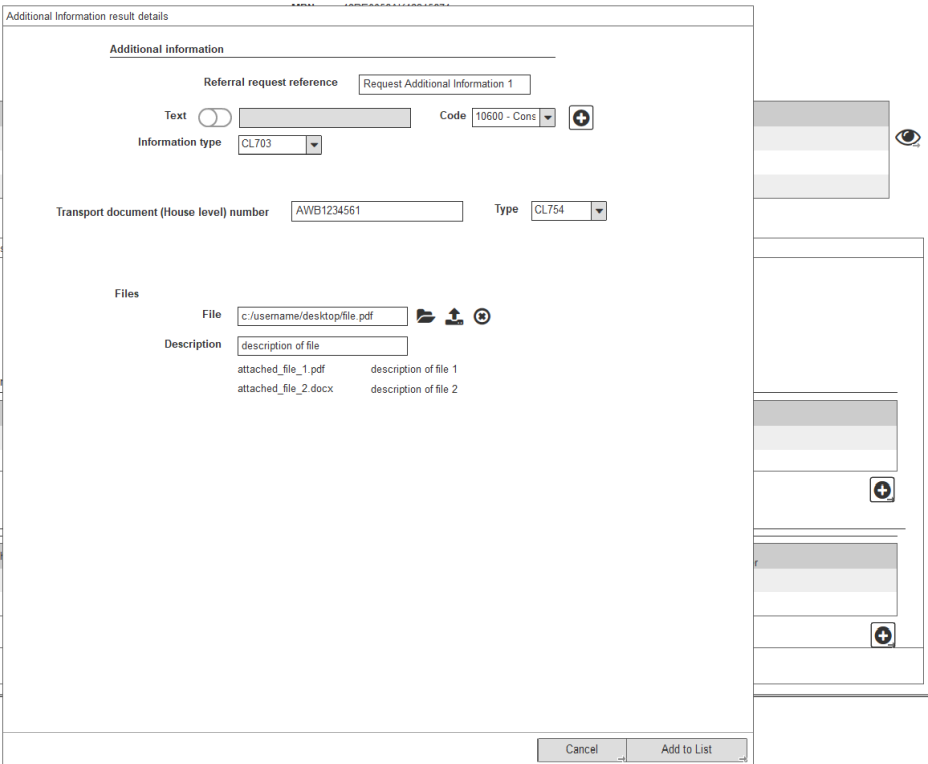 Additional Information result details
Additional information
Referral request reference Request Additional Information 1
Text Code 10600 - Cons
Information type CL703
Transport document (House level) number AWB1234561 Type CL754
Files
File c:/username/desktop/file.pdf
Description description of file
attached_file_1.pdf description of file 1
attached_file_2.docx description of file 2
r
Cancel Add to List